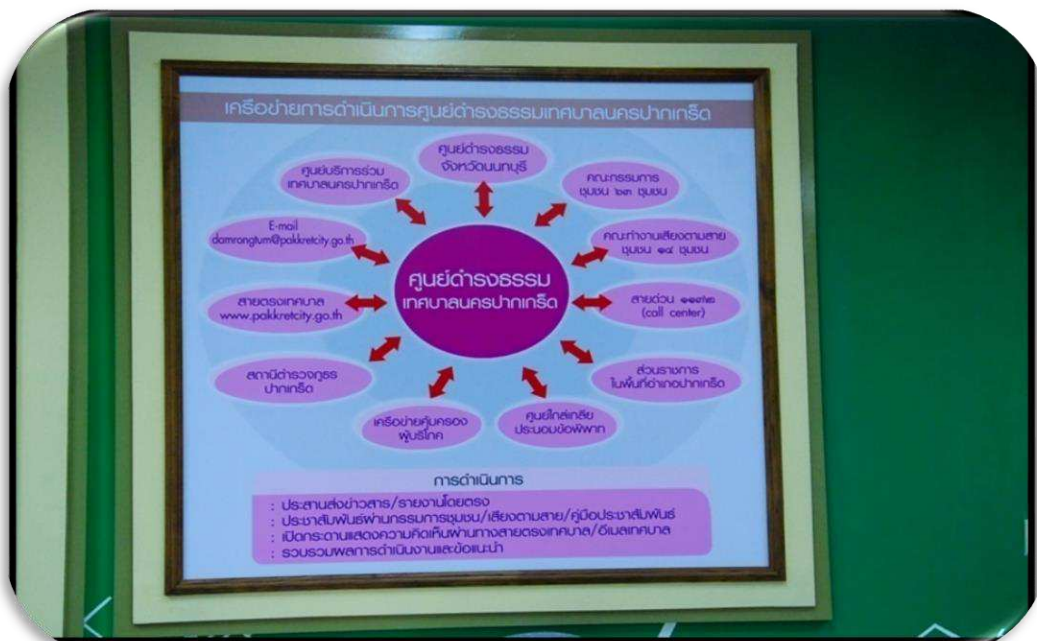 เครือข่ายการดำเนินการศูนย์ดำรงธรรมเทศบาลนครปากเกร็ด
ศูนย์ดำรงธรรม
จังหวัดนนทบุรี
ศูนย์บริการร่วม
เทศบาลนครปากเกร็ด
คณะกรรมการ
ชุมชน ๖๓ ชุมชน
E-mail
damrongtum@pakkretcity.go.th
คณะทำงานเสียงตามสาย
ชุมชน ๑๔ ชุมชน
ศูนย์ดำรงธรรม
เทศบาลนครปากเกร็ด
สายตรงเทศบาล
www.pakkretcity.go.th
สายด่วน ๑๑๓๒
(call center)
สถานีตำรวจภูธร
ปากเกร็ด
ส่วนราชการ
ในพื้นที่อำเภอปากเกร็ด
เครือข่ายคุ้มครอง
ผู้บริโภค
ศูนย์ไกล่เกลี่ย
ประนอมข้อพิพาท
การดำเนินการ
: ประสานส่งข่าวสาร/รายงานโดยตรง
: ประชาสัมพันธ์ผ่านกรรมการชุมชน/เสียงตามสาย/คู่มือประชาสัมพันธ์
: เปิดกระดานแสดงความคิดเห็นผ่านทางสายตรงเทศบาล/อีเมลเทศบาล
: รวบรวมผลการดำเนินงานและข้อแนะนำ